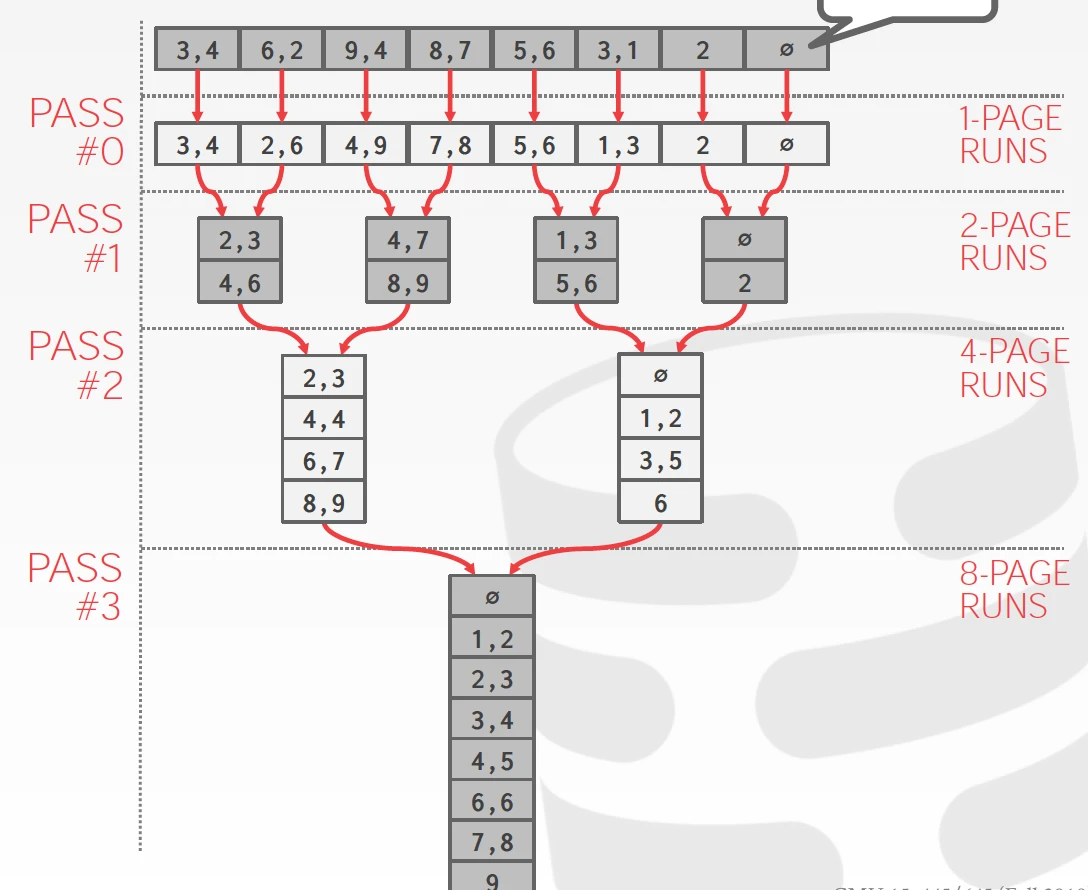 3,4 6,2 9,4 8,7 5,6 3,1 2 ∅
PASS
#0
3,4 2,6 4,9 7,8 5,6 1,3 2 ∅
1-PAGE
RUNS
PASS
#1
2,3 4,7 1,3 ∅
4,6 8,9 5,6 2
2-PAGE
RUNS
PASS
#2
2,3 ∅
4,4 1,2
6,7 3,5
8,9 6
4-PAGE
RUNS
PASS
#3
∅
1,2
2,3
3,4
4,5
6,6
7,8
9
8-PAGE
RUNS